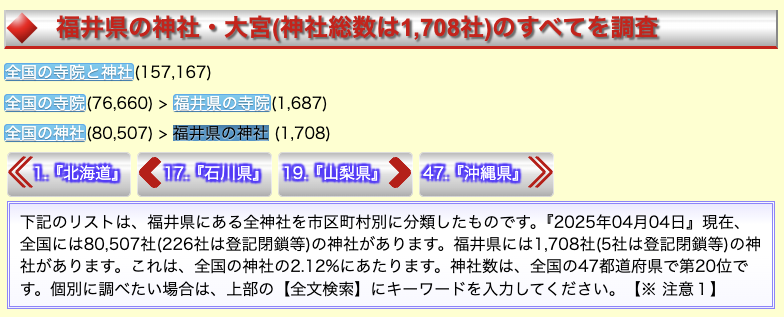 福井県の神社・大宮(神社総数は1,708社)のすべてを調査
全国の寺院と神社(157,167)
全国の寺院(76,660) > 福井県の寺院(1,687)
全国の神社(80,507) > 福井県の神社 (1,708)
1.『北海道』 17.『石川県』 19.『山梨県』 47.『沖縄県』
下記のリストは、福井県にある全神社を市区町村別に分類したものです。『2025年04月04日』現在、
全国には80,507社(226社は登記閉鎖等)の神社があります。福井県には1,708社(5社は登記閉鎖等)の神
社があります。これは、全国の神社の2.12%にあたります。神社数は、全国の47都道府県で第20位で
す。個別に調べたい場合は、上部の【全文検索】にキーワードを入力してください。【※ 注意１】